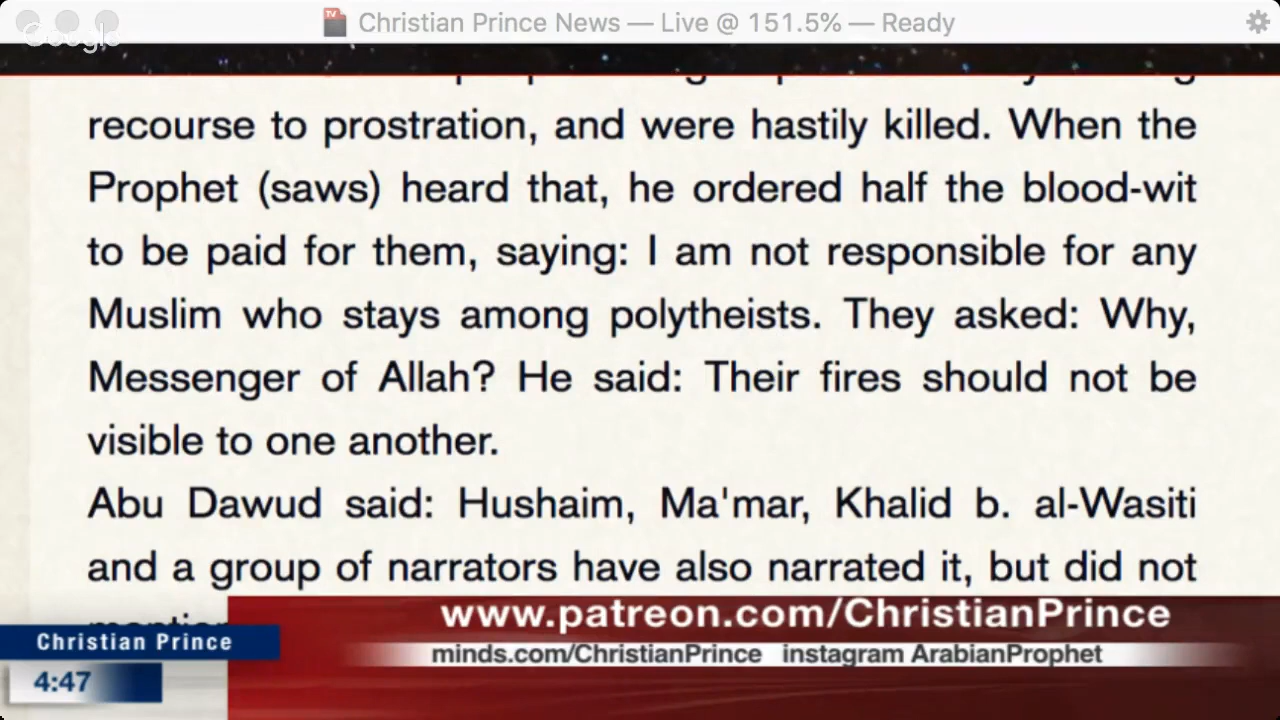 Christian Prince News — Live @ 151.5% — Ready
Google
TV
recourse to prostration, and were hastily killed. When the
Prophet (saws) heard that, he ordered half the blood-wit
to be paid for them, saying: I am not responsible for any
Muslim who stays among polytheists. They asked: Why,
Messenger of Allah? He said: Their fires should not be
visible to one another.
Abu Dawud said: Hushaim, Ma'mar, Khalid b. al-Wasiti
and a group of narrators have also narrated it, but did not
www.patreon.com/ChristianPrince
Christian Prince
minds.com/ChristianPrince instagram ArabianProphet
4:47